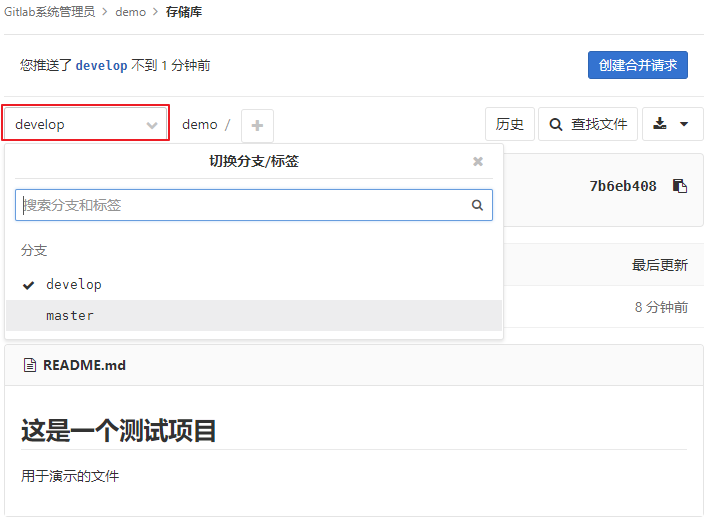 Gitlab系统管理员 > demo > 存储库
您推送了 develop 不到 1 分钟前
创建合并请求
develop
demo /
历史
查找文件
切换分支/标签
搜索分支和标签
7b6eb408
分支
develop
最后更新
master
8 分钟前
README.md
这是一个测试项目
用于演示的文件